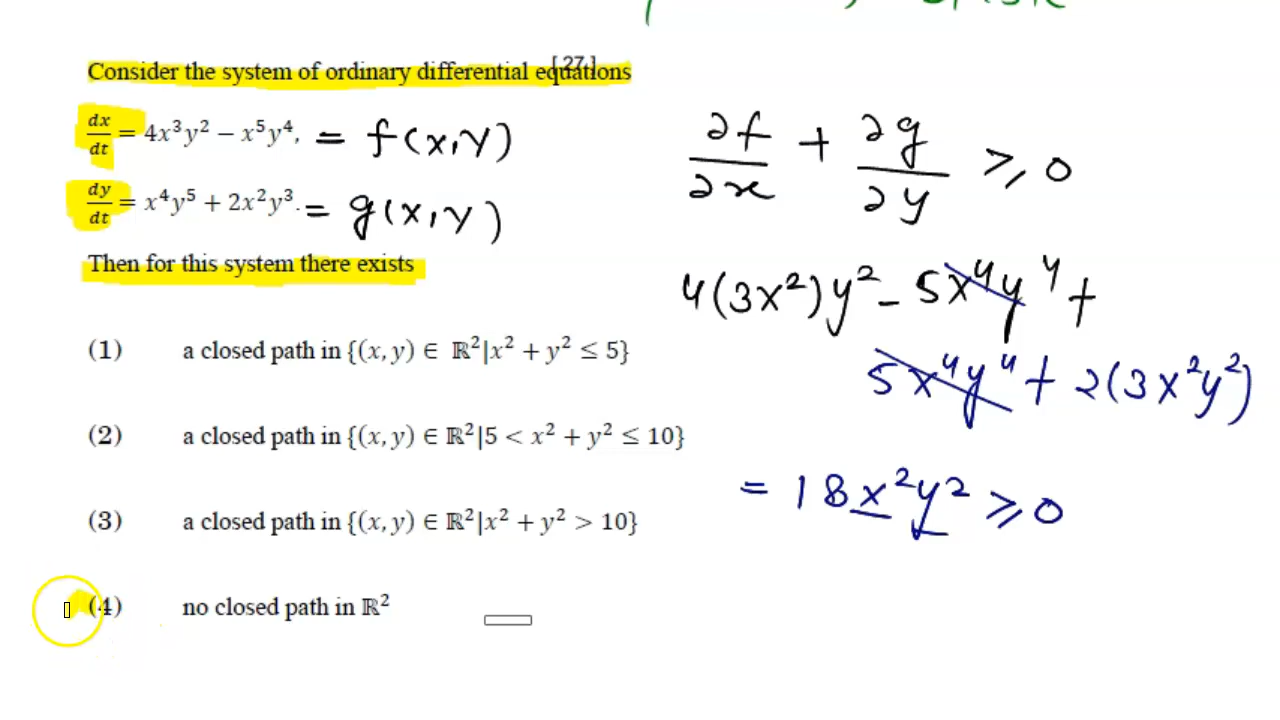 [27.]
Consider the system of ordinary differential equations
dx/dt = 4x³y² − x⁵y⁴, = f(x,y)
dy/dt = x⁴y⁵ + 2x²y³. = g(x,y)
Then for this system there exists
(1) a closed path in {(x, y) ∈ ℝ²|x² + y² ≤ 5}
(2) a closed path in {(x, y) ∈ ℝ²|5 < x² + y² ≤ 10}
(3) a closed path in {(x, y) ∈ ℝ²|x² + y² > 10}
(4) no closed path in ℝ²
∂f/∂x + ∂g/∂y ⩾ 0
4(3x²)y² − 5x⁴y⁴ +
5x⁴y⁴ + 2(3x²y²)
= 18x²y² ⩾ 0